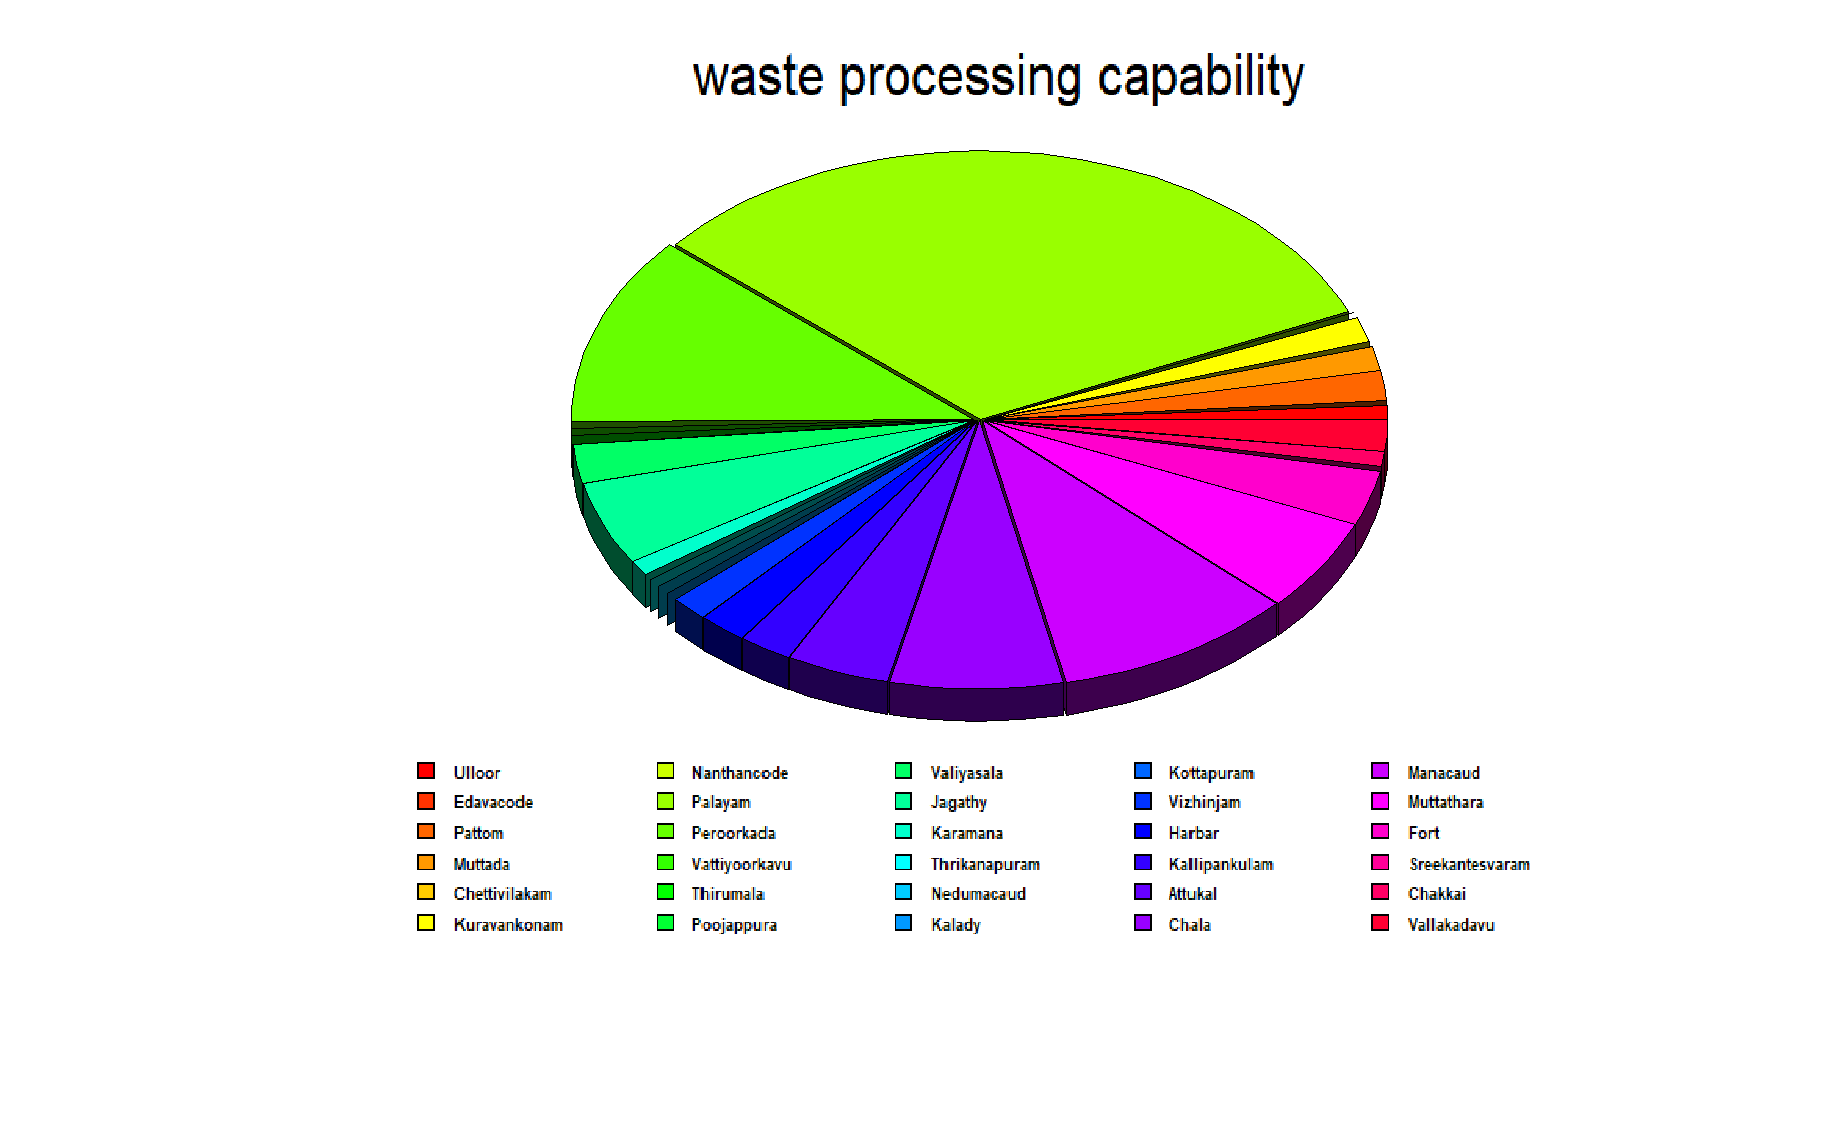 waste processing capability
Ulloor
Edavacode
Pattom
Muttada
Chettivilakam
Kuravankonam
Nanthancode
Palayam
Peroorkada
Vattiyoorkavu
Thirumala
Poojappura
Valiyasala
Jagathy
Karamana
Thrikanapuram
Nedumacaud
Kalady
Kottapuram
Vizhinjam
Harbar
Kallipankulam
Attukal
Chala
Manacaud
Muttathara
Fort
Sreekantesvaram
Chakkai
Vallakadavu